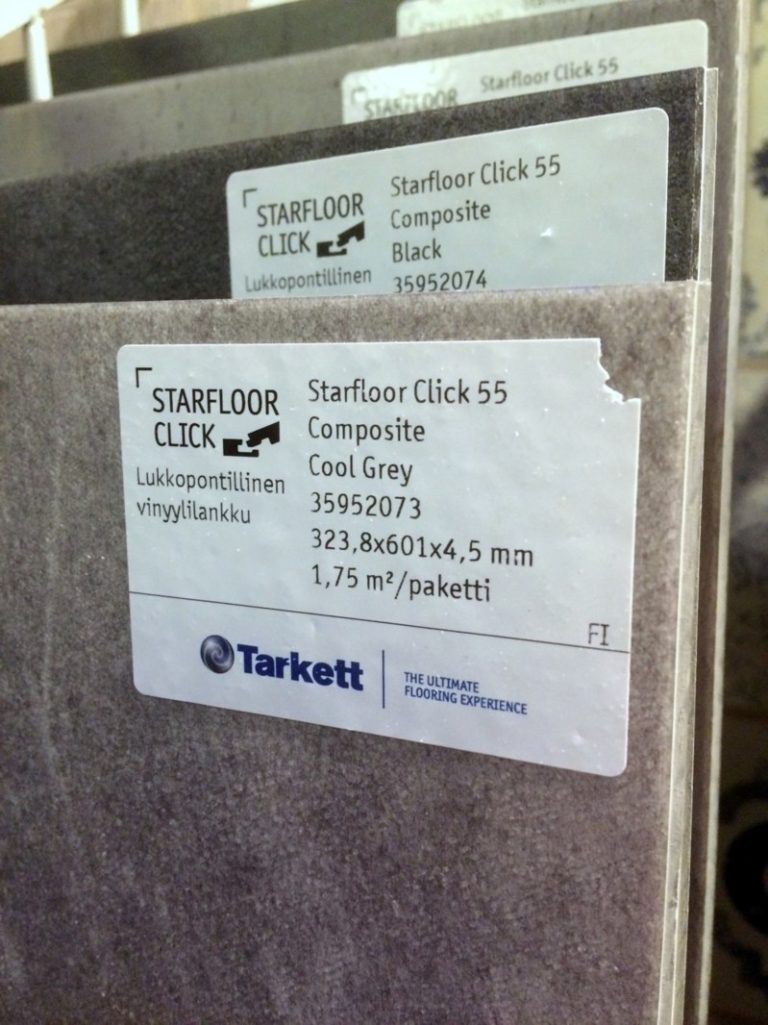 STARFLOOR
Starfloor Click 55
STARFLOOR
CLICK
Lukkopontillinen
Starfloor Click 55
Composite
Black
35952074
STARFLOOR
CLICK
Lukkopontillinen
vinyylilankku
Starfloor Click 55
Composite
Cool Grey
35952073
323,8x601x4,5 mm
1,75 m²/paketti
FI
Tarkett
THE ULTIMATE
FLOORING EXPERIENCE